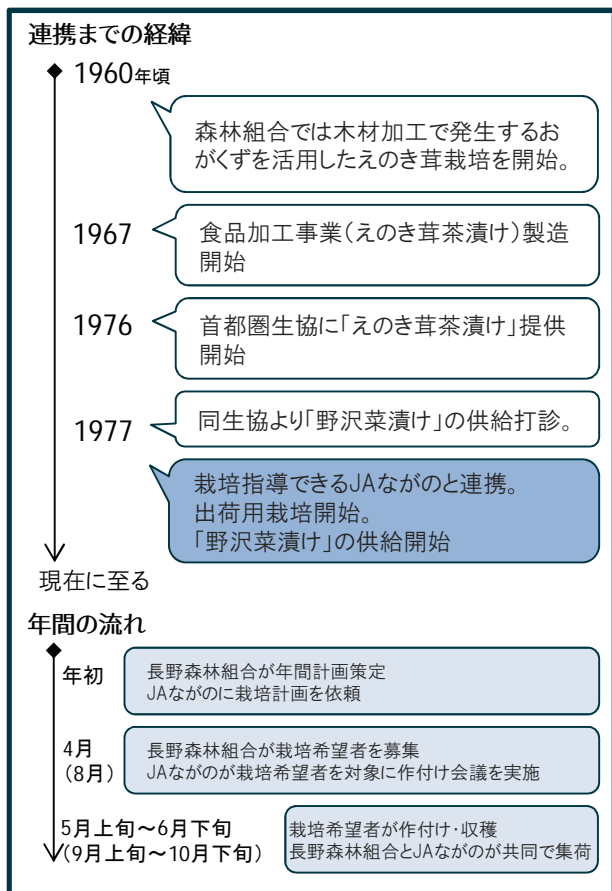 連携までの経緯
1960年頃
森林組合では木材加工で発生するお
がくずを活用したえのき茸栽培を開始。
1967
食品加工事業(えのき茸茶漬け)製造
開始
1976
首都圏生協に「えのき茸茶漬け」提供
開始
1977
同生協より「野沢菜漬け」の供給打診。
栽培指導できるJAながのと連携。
出荷用栽培開始。
「野沢菜漬け」の供給開始
現在に至る
年間の流れ
年初
長野森林組合が年間計画策定
JAながのに栽培計画を依頼
4月
(8月)
長野森林組合が栽培希望者を募集
JAながのが栽培希望者を対象に作付け会議を実施
5月上旬~6月下旬
(9月上旬~10月下旬)
栽培希望者が作付け・収穫
長野森林組合とJAながのが共同で集荷